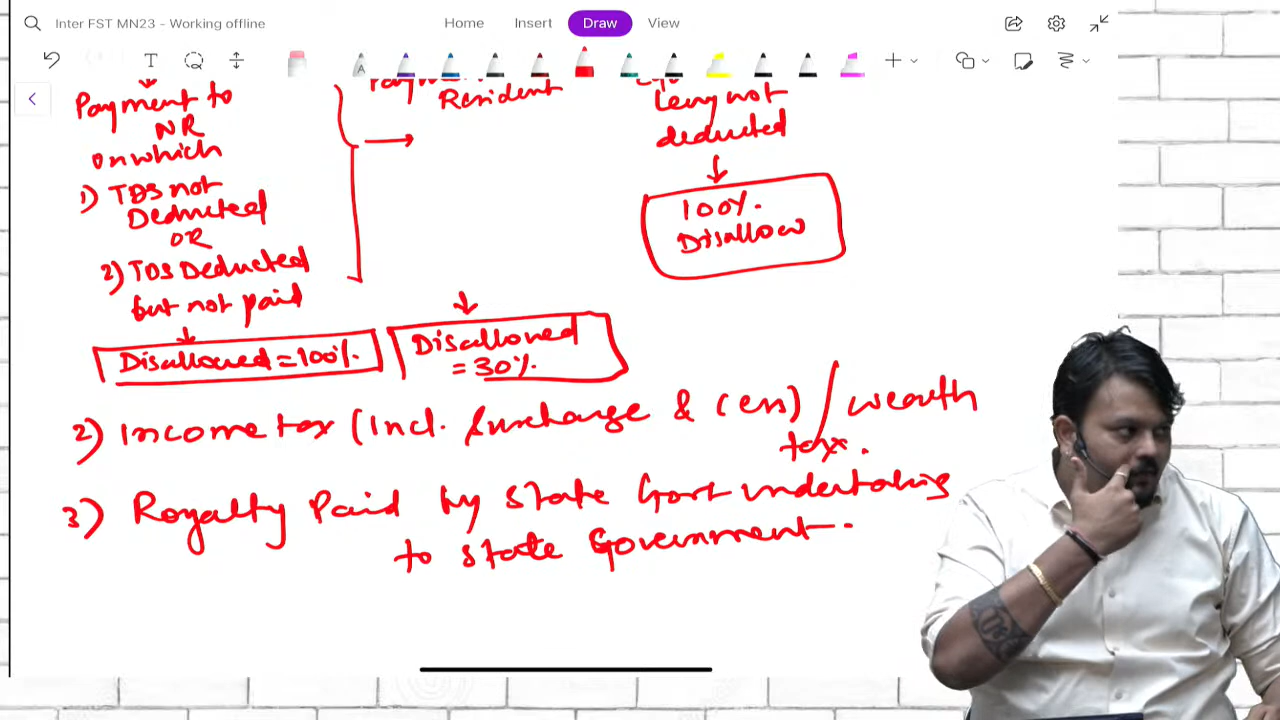 Inter FST MN23 - Working offline
Home Insert Draw View
Payment to
NR
on which
1) TDS not
Deducted
OR
2) TDS Deducted
but not paid
Disallowed = 100%.
Resident
Disallowed
= 30%.
Levy not
deducted
100%.
Disallow
2) Income tax (Incl. Surcharge & Cess) / wealth
tax.
3) Royalty Paid by State Govt undertaking
to State Government.